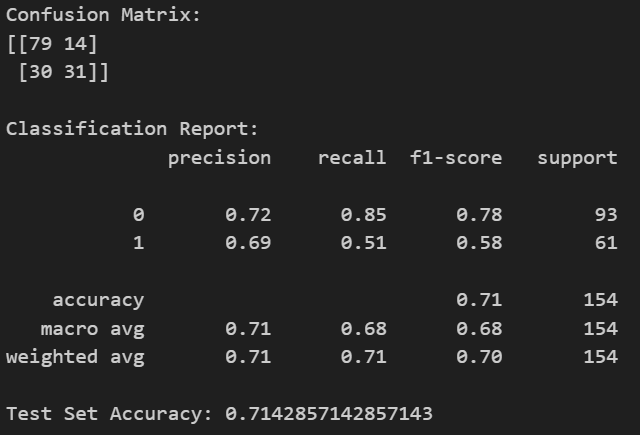 Confusion Matrix:
[[79 14]
 [30 31]]
Classification Report:
              precision    recall  f1-score   support
           0       0.72      0.85      0.78        93
           1       0.69      0.51      0.58        61
    accuracy                           0.71       154
   macro avg       0.71      0.68      0.68       154
weighted avg       0.71      0.71      0.70       154
Test Set Accuracy: 0.7142857142857143